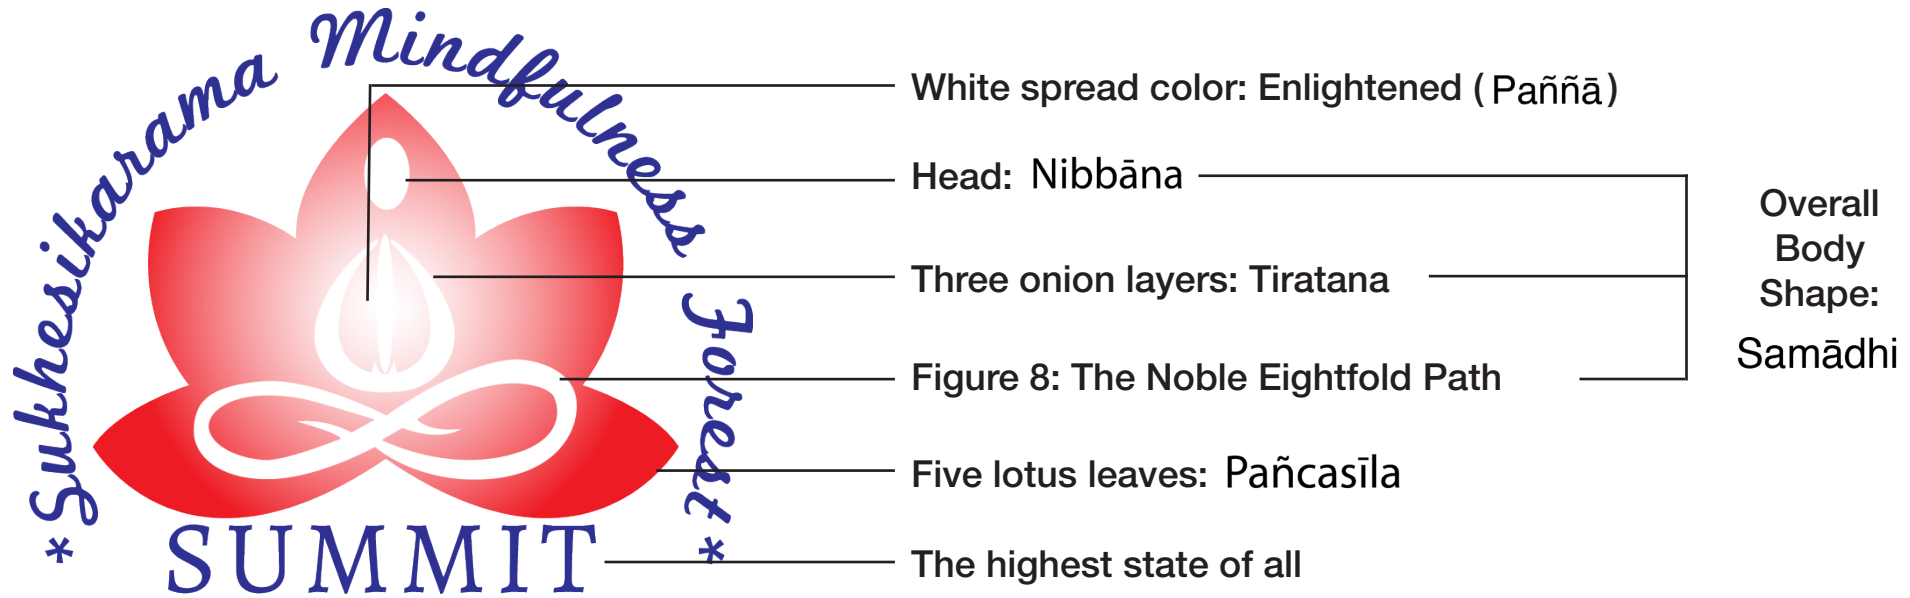 *Sukhesikarama Mindfulness Forest*
SUMMIT
White spread color: Enlightened (Paññā)
Head: Nibbāna
Three onion layers: Tiratana
Figure 8: The Noble Eightfold Path
Five lotus leaves: Pañcasīla
The highest state of all
Overall
Body
Shape:
Samādhi